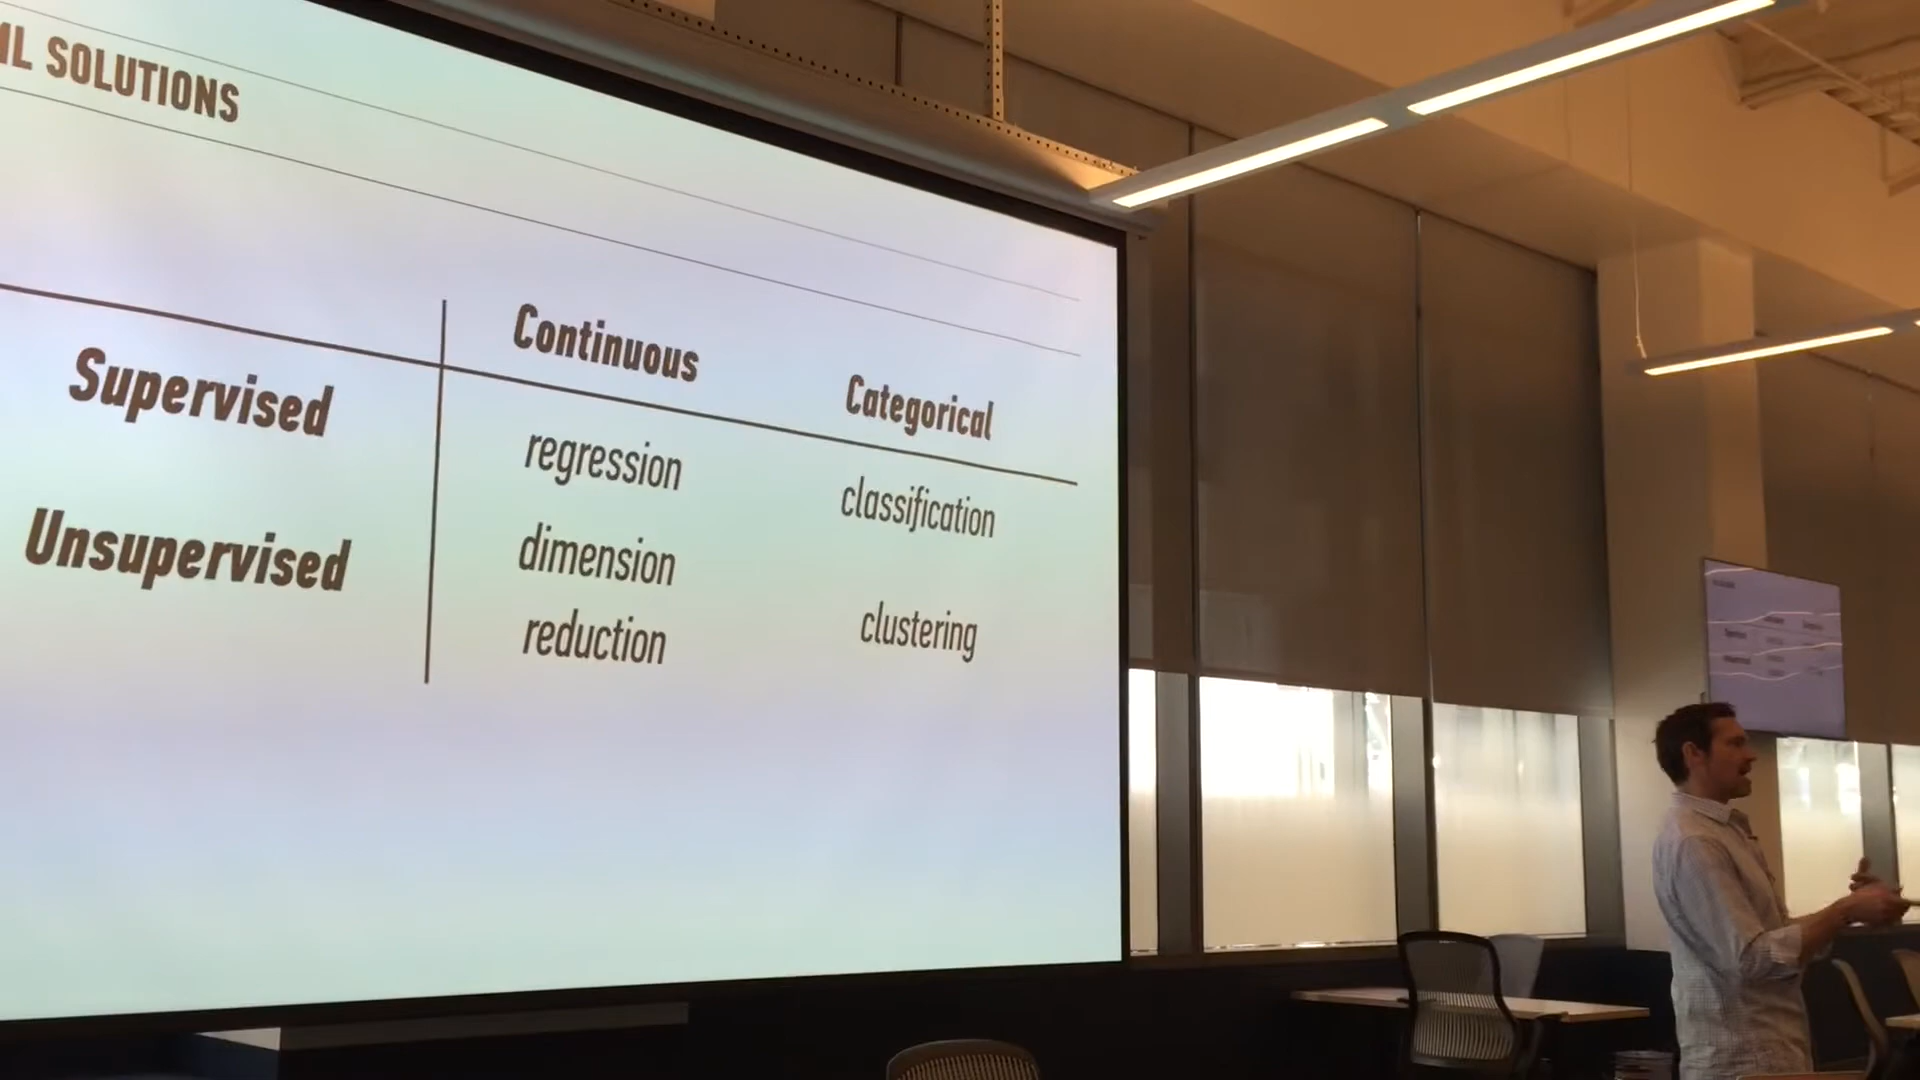 ML SOLUTIONS
Continuous Categorical
Supervised regression classification
Unsupervised dimension
reduction clustering